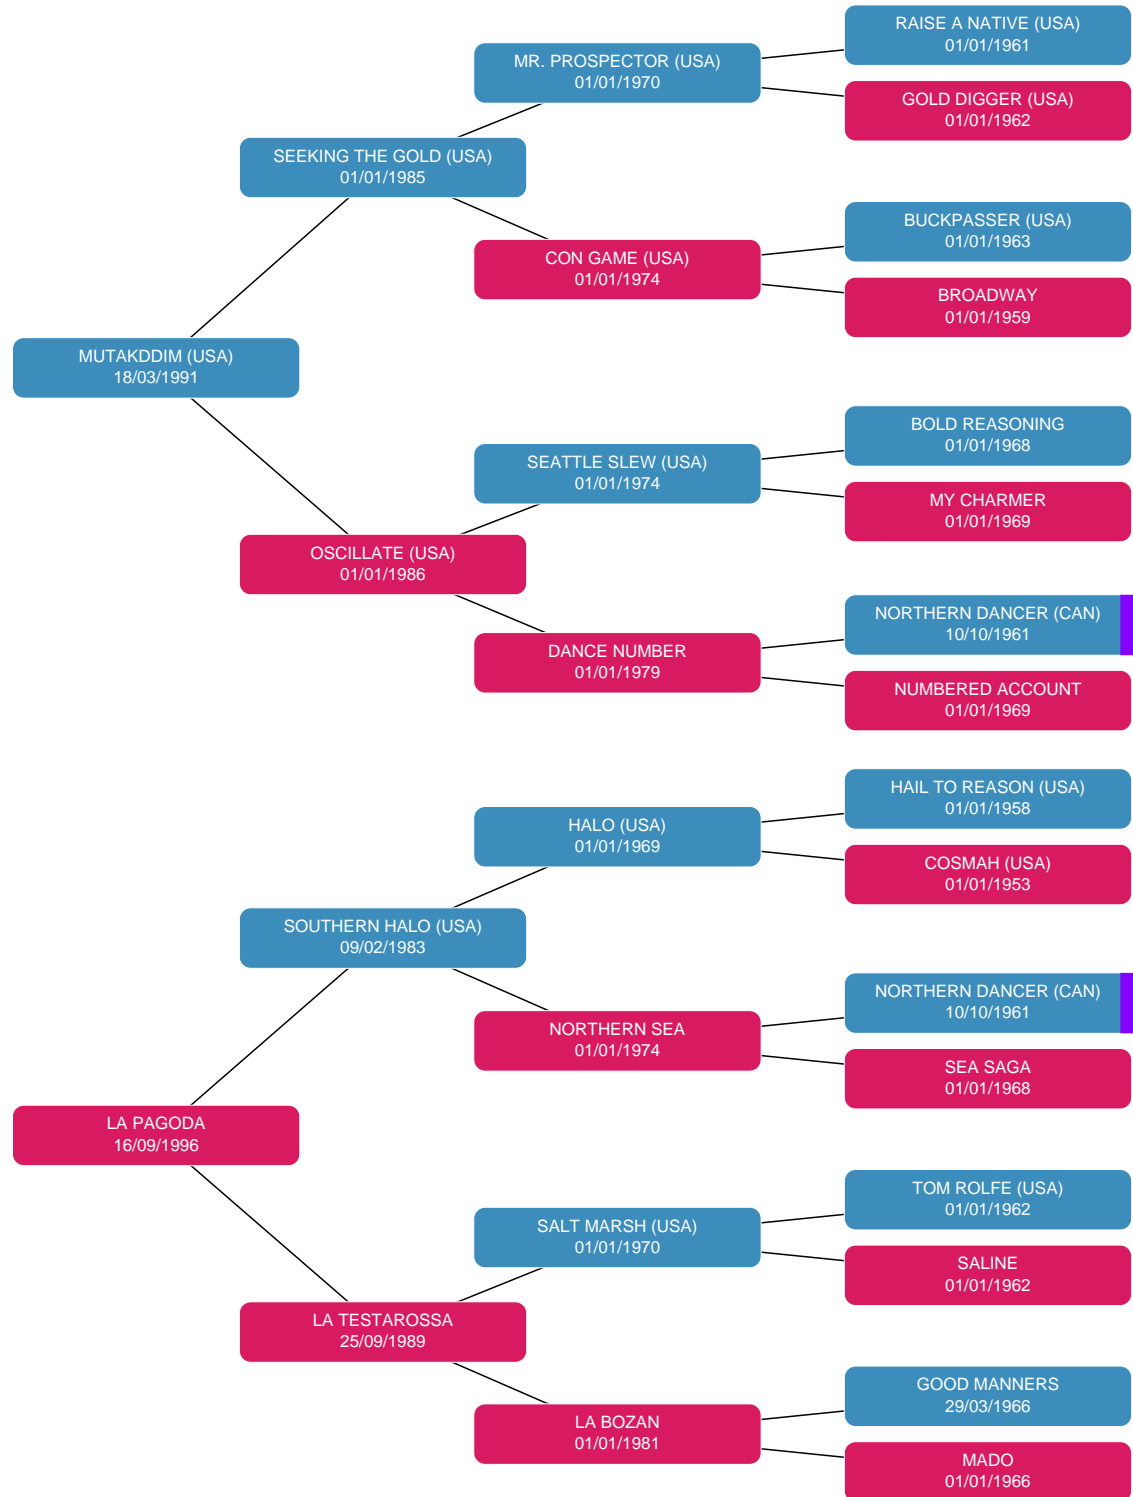 RAISE A NATIVE (USA)
01/01/1961
MR. PROSPECTOR (USA)
01/01/1970
GOLD DIGGER (USA)
01/01/1962
SEEKING THE GOLD (USA)
01/01/1985
BUCKPASSER (USA)
01/01/1963
CON GAME (USA)
01/01/1974
BROADWAY
01/01/1959
MUTAKDDIM (USA)
18/03/1991
BOLD REASONING
01/01/1968
SEATTLE SLEW (USA)
01/01/1974
MY CHARMER
01/01/1969
OSCILLATE (USA)
01/01/1986
NORTHERN DANCER (CAN)
10/10/1961
DANCE NUMBER
01/01/1979
NUMBERED ACCOUNT
01/01/1969
HAIL TO REASON (USA)
01/01/1958
HALO (USA)
01/01/1969
COSMAH (USA)
01/01/1953
SOUTHERN HALO (USA)
09/02/1983
NORTHERN DANCER (CAN)
10/10/1961
NORTHERN SEA
01/01/1974
SEA SAGA
01/01/1968
LA PAGODA
16/09/1996
TOM ROLFE (USA)
01/01/1962
SALT MARSH (USA)
01/01/1970
SALINE
01/01/1962
LA TESTAROSSA
25/09/1989
GOOD MANNERS
29/03/1966
LA BOZAN
01/01/1981
MADO
01/01/1966